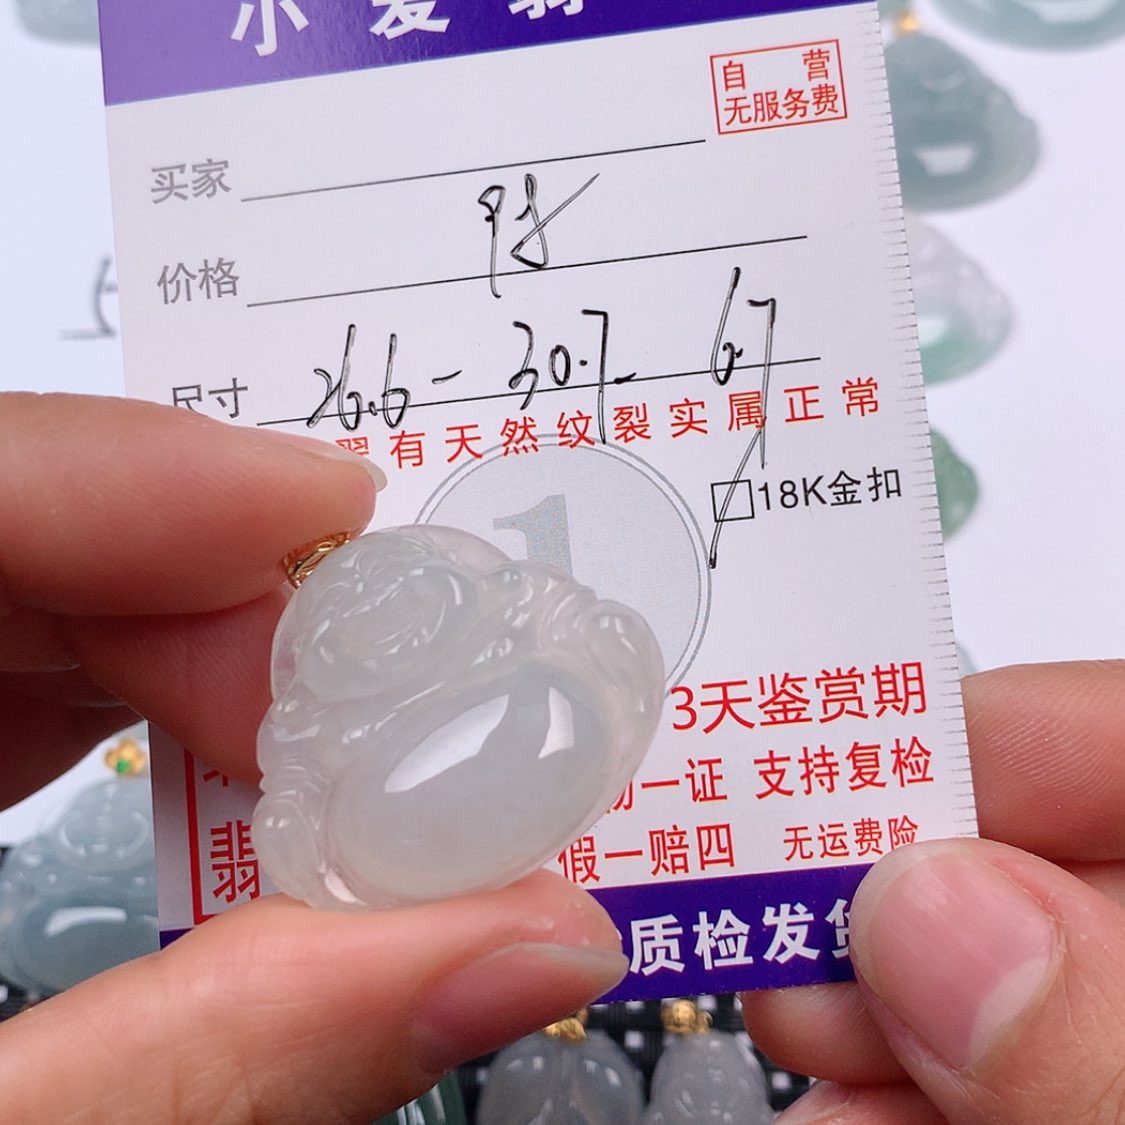 小麦翡
自营
无服务费
买家
价格
尺寸 26.6-30.7-6.7
翠有天然纹裂实属正常
18K金扣
1
3天鉴赏期
一证 支持复检
翡 假一赔四 无运费险
质检发货